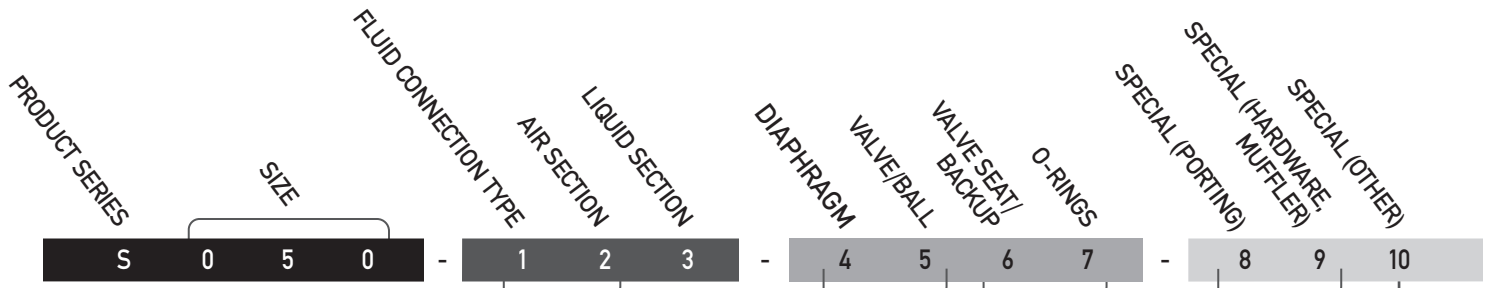 PRODUCT SERIES
SIZE
FLUID CONNECTION TYPE
AIR SECTION
LIQUID SECTION
DIAPHRAGM
VALVE/BALL
VALVE SEAT/
BACKUP
O-RINGS
SPECIAL (PORTING)
SPECIAL (HARDWARE,
MUFFLER)
SPECIAL (OTHER)
S 0 5 0 - 1 2 3 - 4 5 6 7 - 8 9 10